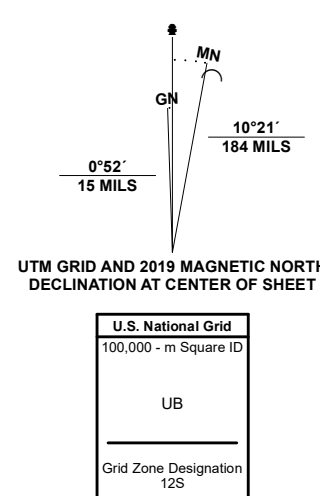 MN
GN
10°21´
184 MILS
0°52´
15 MILS
UTM GRID AND 2019 MAGNETIC NORTH
DECLINATION AT CENTER OF SHEET
U.S. National Grid
100,000 - m Square ID
UB
Grid Zone Designation
12S